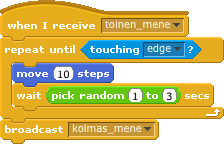 when I receive toinen_mene
repeat until touching edge ?
move 10 steps
wait pick random 1 to 3 secs
broadcast kolmas_mene